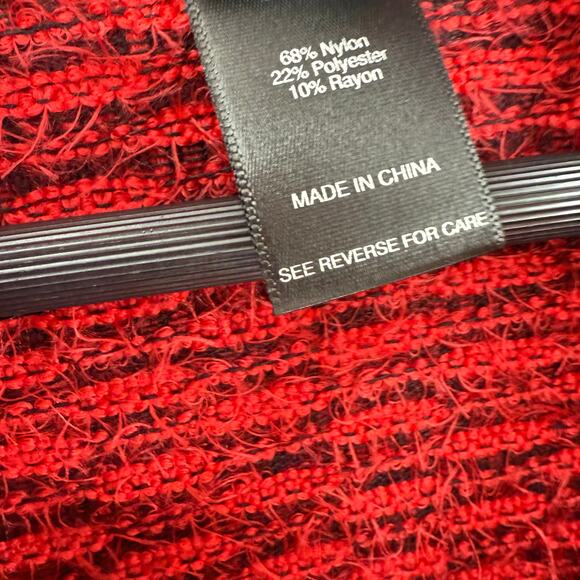 68% Nylon
22% Polyester
10% Rayon
MADE IN CHINA
SEE REVERSE FOR CARE